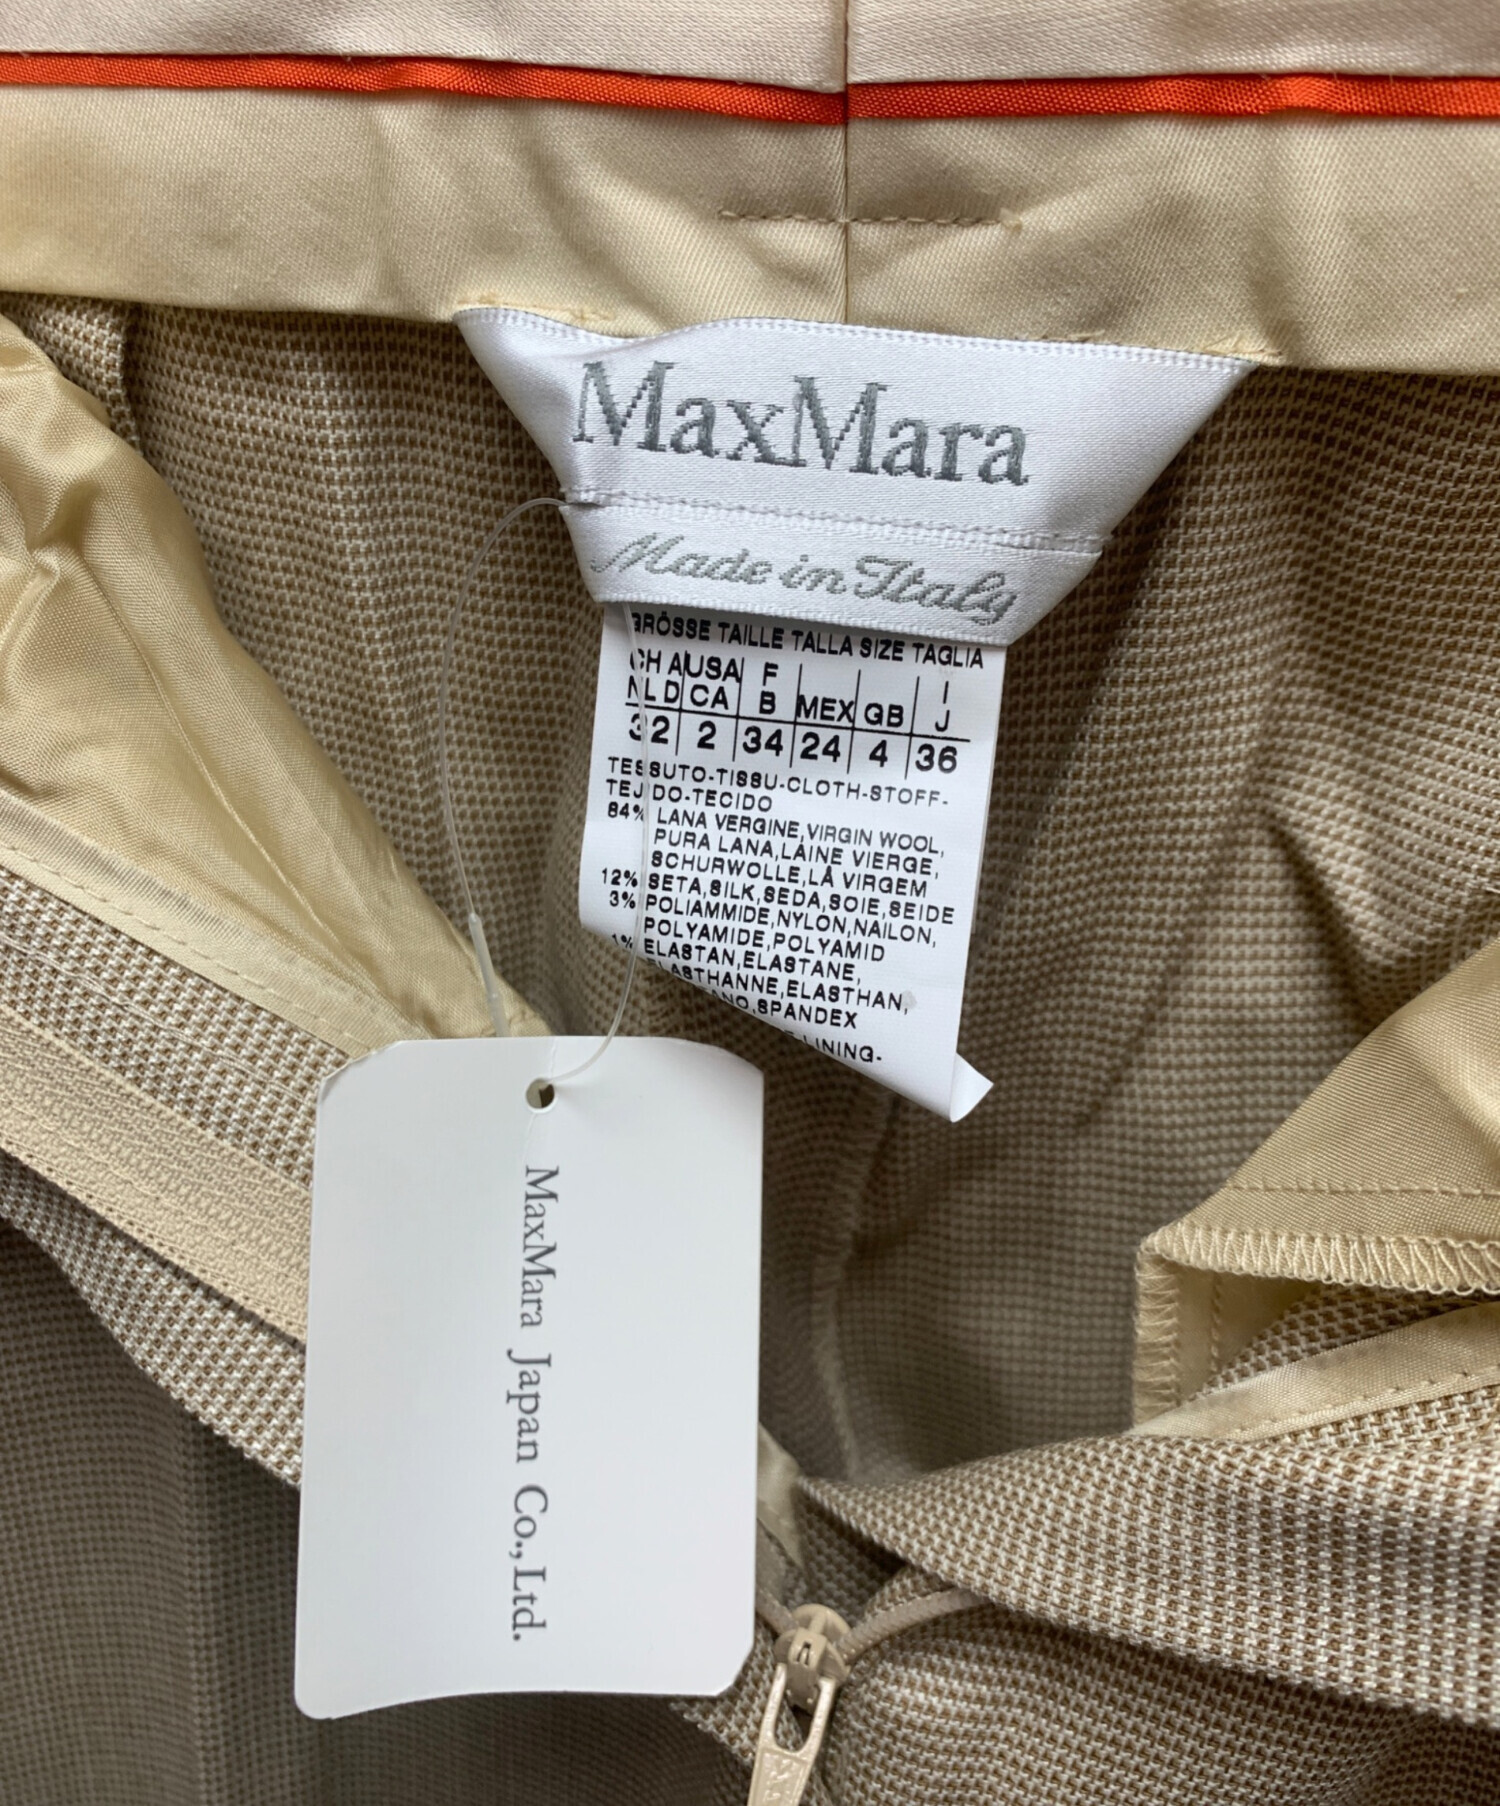 MaxMara
Made in Italy
GRÖSSE TAILLE TALLA SIZE TAGLIA
CH A USA F I
NL D CA B MEX GB J
32 2 34 24 4 36
TESSUTO-TISSU-CLOTH-STOFF-
TEJIDO-TECIDO
84% LANA VERGINE,VIRGIN WOOL,
PURA LANA,LAINE VIERGE,
SCHURWOLLE,LÀ VIRGEM
12% SETA,SILK,SEDA,SOIE,SEIDE
3% POLIAMMIDE,NYLON,NAILON,
POLYAMIDE,POLYAMID
1% ELASTAN,ELASTANE,
ELASTHANNE,ELASTHAN,
SPANDEX
LINING-
MaxMara Japan Co.,Ltd.